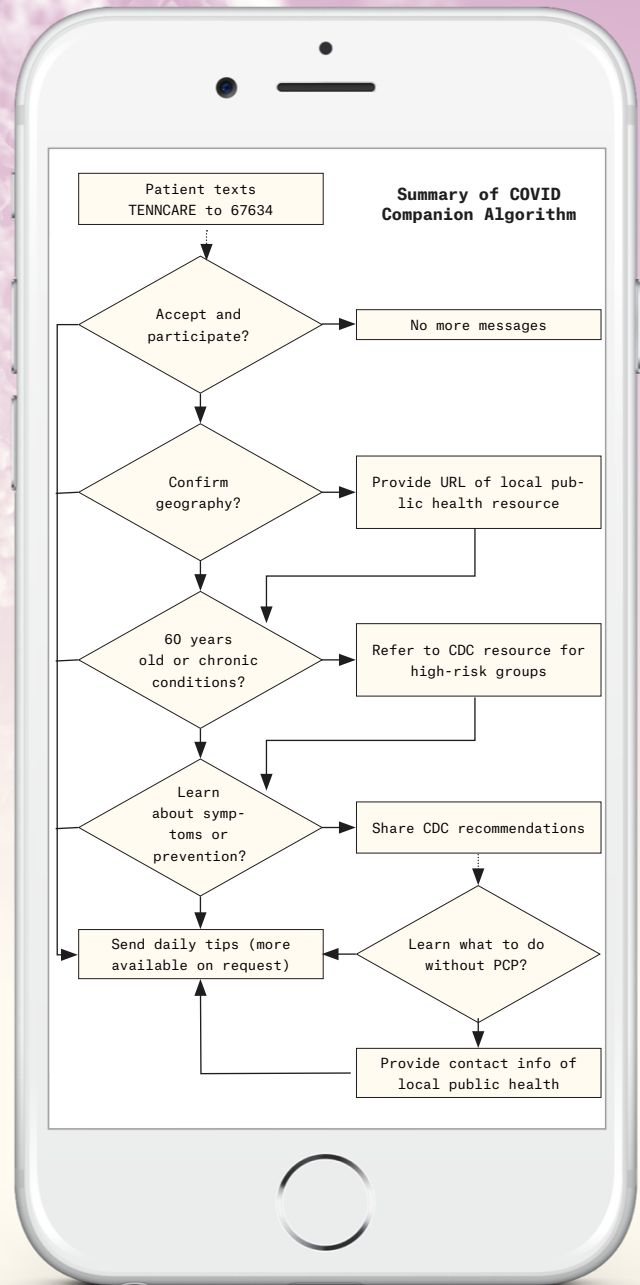 Patient texts
TENNCARE to 67634
Summary of COVID
Companion Algorithm
Accept and
participate?
No more messages
Confirm
geography?
Provide URL of local pub-
lic health resource
60 years
old or chronic
conditions?
Refer to CDC resource for
high-risk groups
Learn
about symp-
toms or
prevention?
Share CDC recommendations
Send daily tips (more
available on request)
Learn what to do
without PCP?
Provide contact info of
local public health